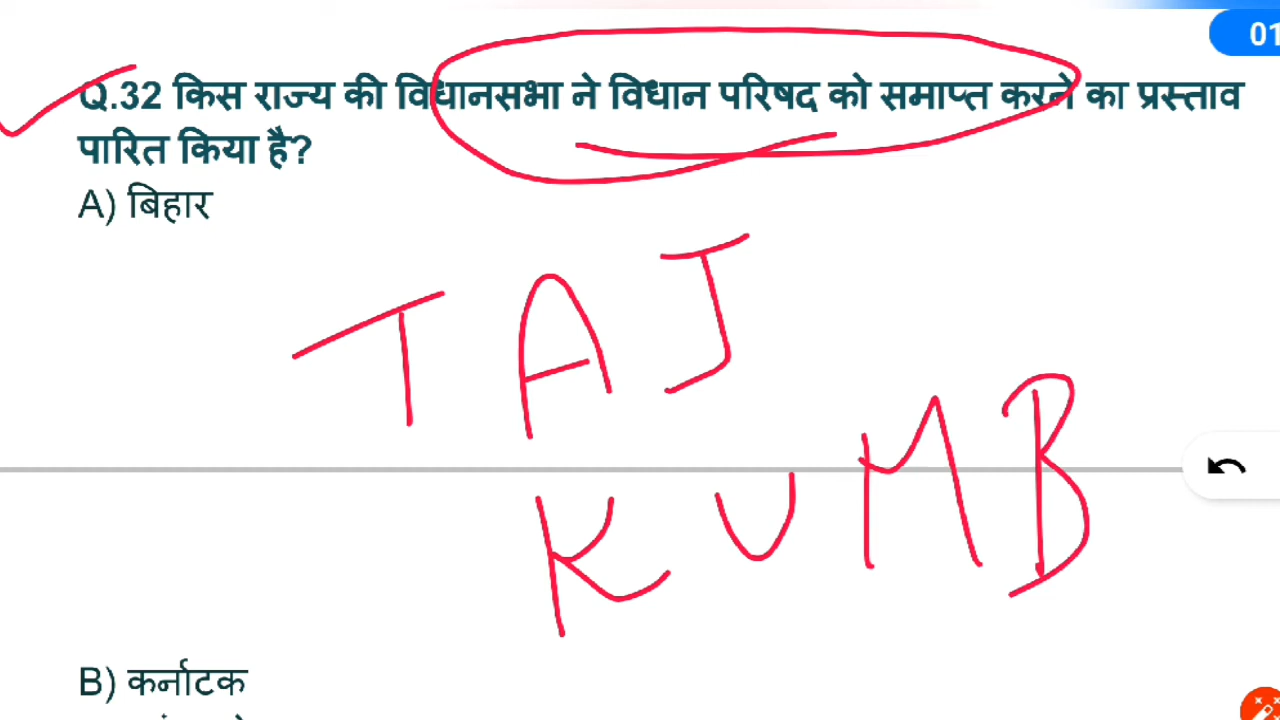 01
Q.32 किस राज्य की विधानसभा ने विधान परिषद को समाप्त करने का प्रस्ताव
पारित किया है?
A) बिहार
TAJ
KUMB
B) कर्नाटक